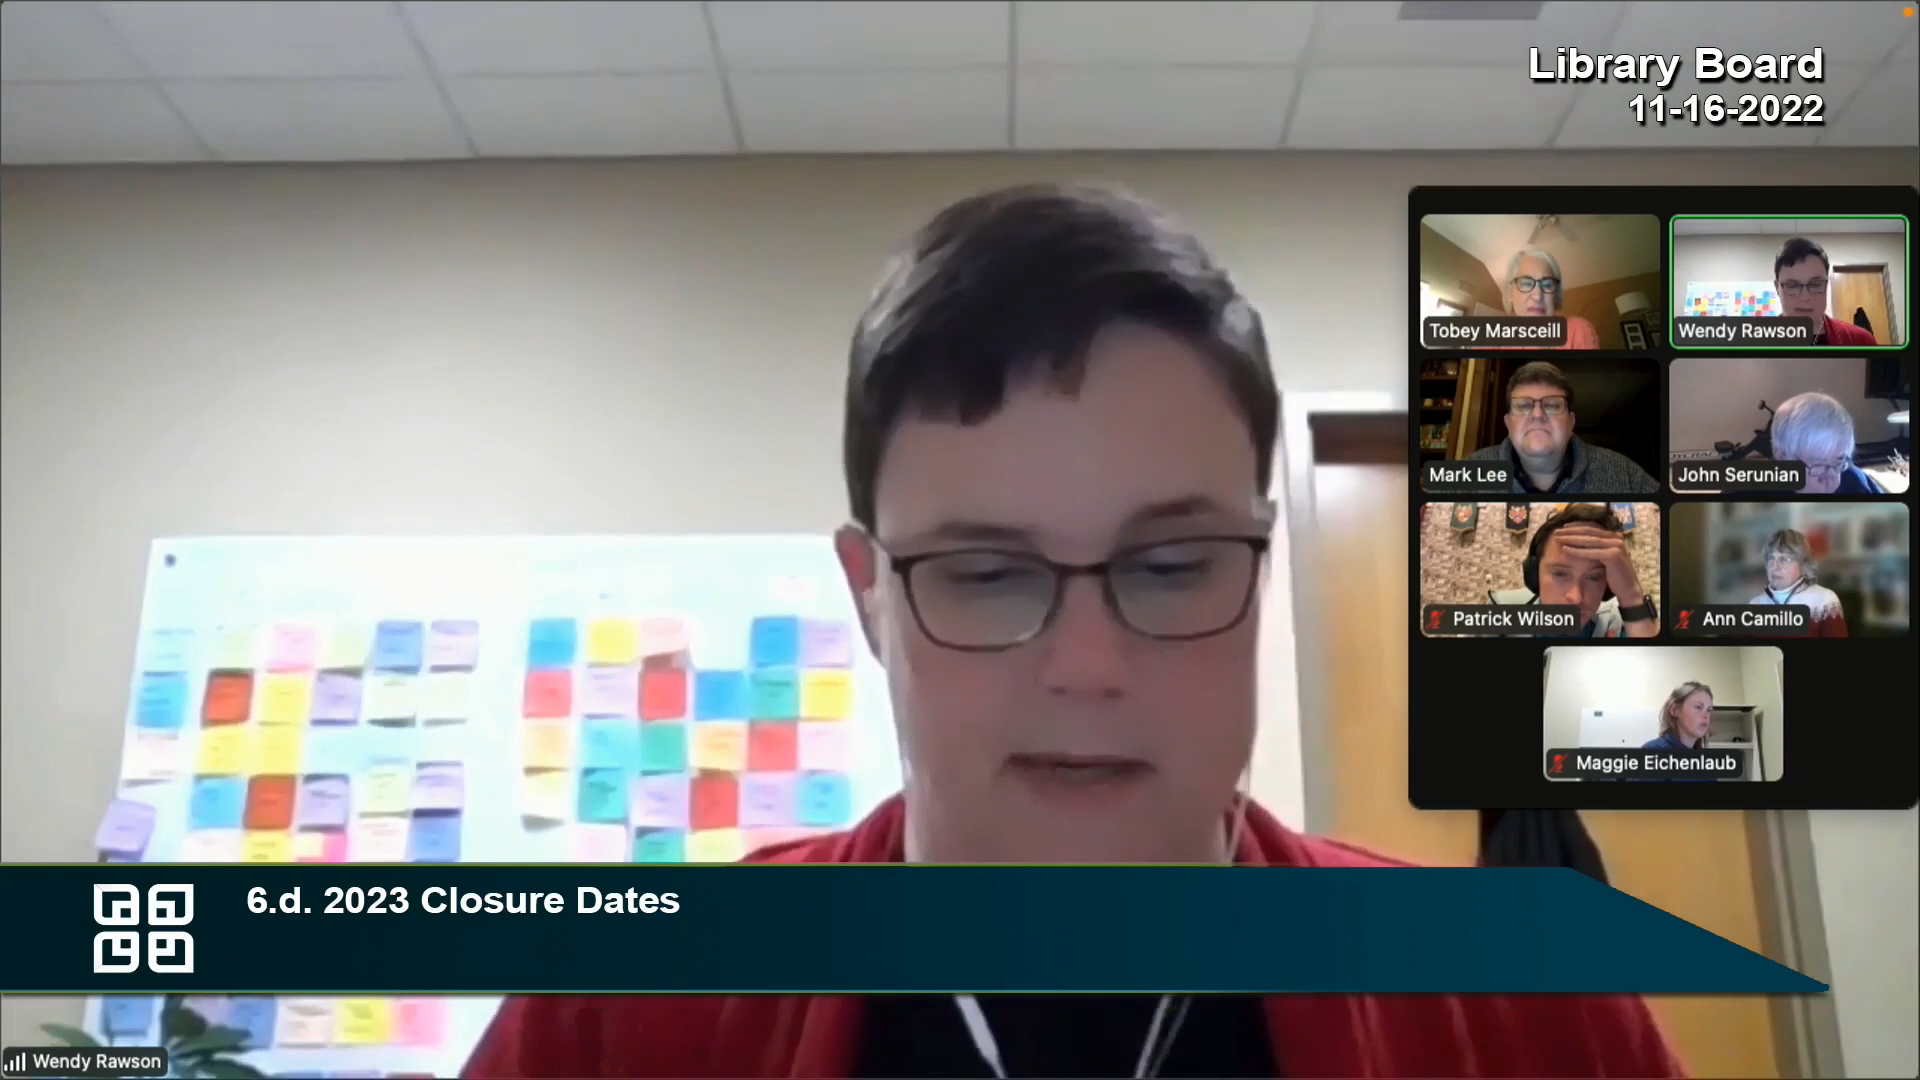 Library Board
11-16-2022
Tobey Marsceill
Wendy Rawson
Mark Lee
John Serunian
Patrick Wilson
Ann Camillo
Maggie Eichenlaub
6.d. 2023 Closure Dates
Wendy Rawson